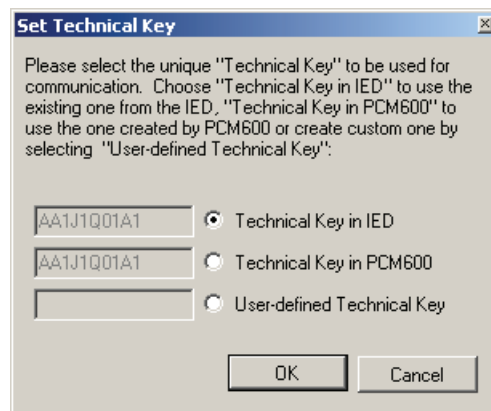 Set Technical Key
Please select the unique "Technical Key" to be used for
communication. Choose "Technical Key in IED" to use the
existing one from the IED, "Technical Key in PCM600" to
use the one created by PCM600 or create custom one by
selecting "User-defined Technical Key":
AA1J1Q01A1 Technical Key in IED
AA1J1Q01A1 Technical Key in PCM600
User-defined Technical Key
OK Cancel